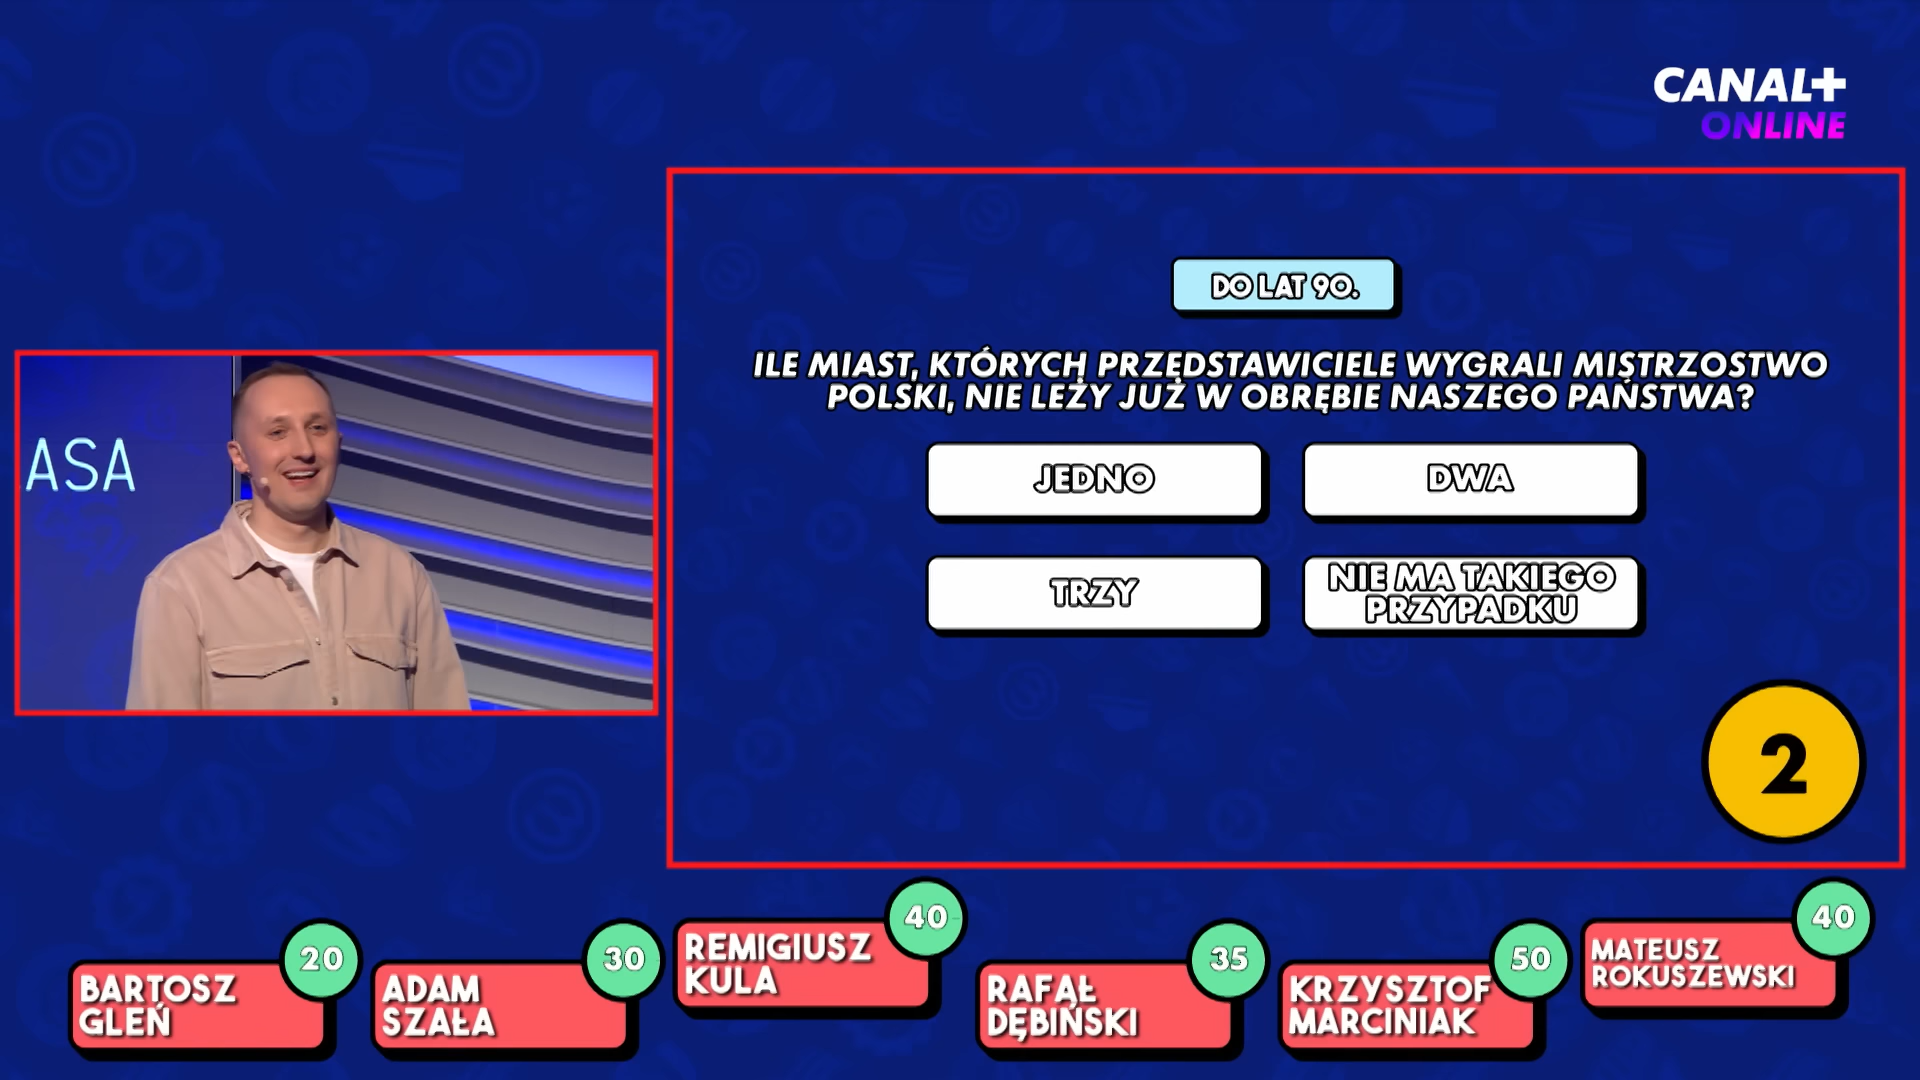 CANAL+
ONLINE
DO LAT 90.
ILE MIAST, KTÓRYCH PRZEDSTAWICIELE WYGRALI MISTRZOSTWO
POLSKI, NIE LEŻY JUŻ W OBRĘBIE NASZEGO PAŃSTWA?
JEDNO
DWA
TRZY
NIE MA TAKIEGO
PRZYPADKU
ASA
2
20
BARTOSZ
GLEŃ
30
ADAM
SZAŁA
40
REMIGIUSZ
KULA
35
RAFAŁ
DĘBIŃSKI
50
KRZYSZTOF
MARCINIAK
40
MATEUSZ
ROKUSZEWSKI